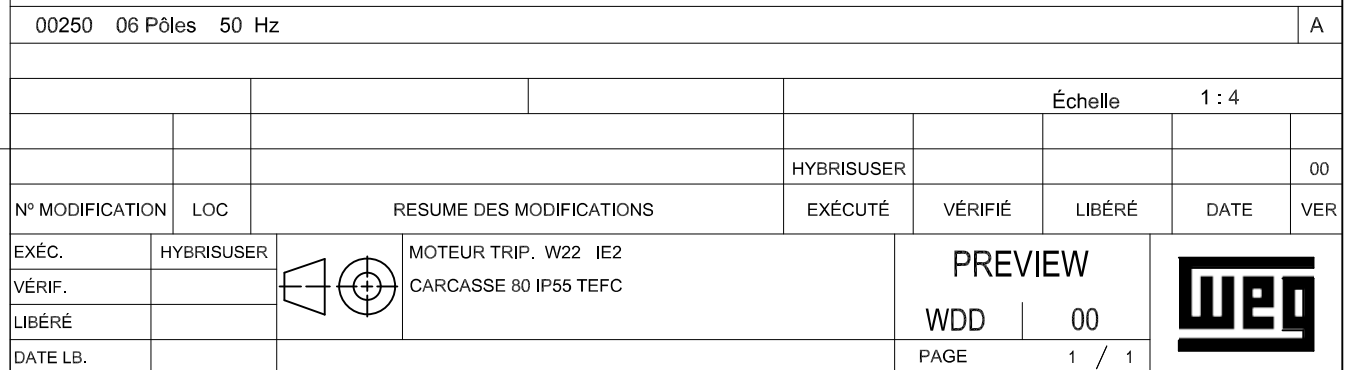 00250 06 Pôles 50 Hz A
Échelle 1 : 4
HYBRISUSER 00
Nº MODIFICATION LOC RESUME DES MODIFICATIONS EXÉCUTÉ VÉRIFIÉ LIBÉRÉ DATE VER
EXÉC. HYBRISUSER MOTEUR TRIP. W22 IE2 PREVIEW
VÉRIF. CARCASSE 80 IP55 TEFC
LIBÉRÉ WDD 00
DATE LB. PAGE 1 / 1
weg